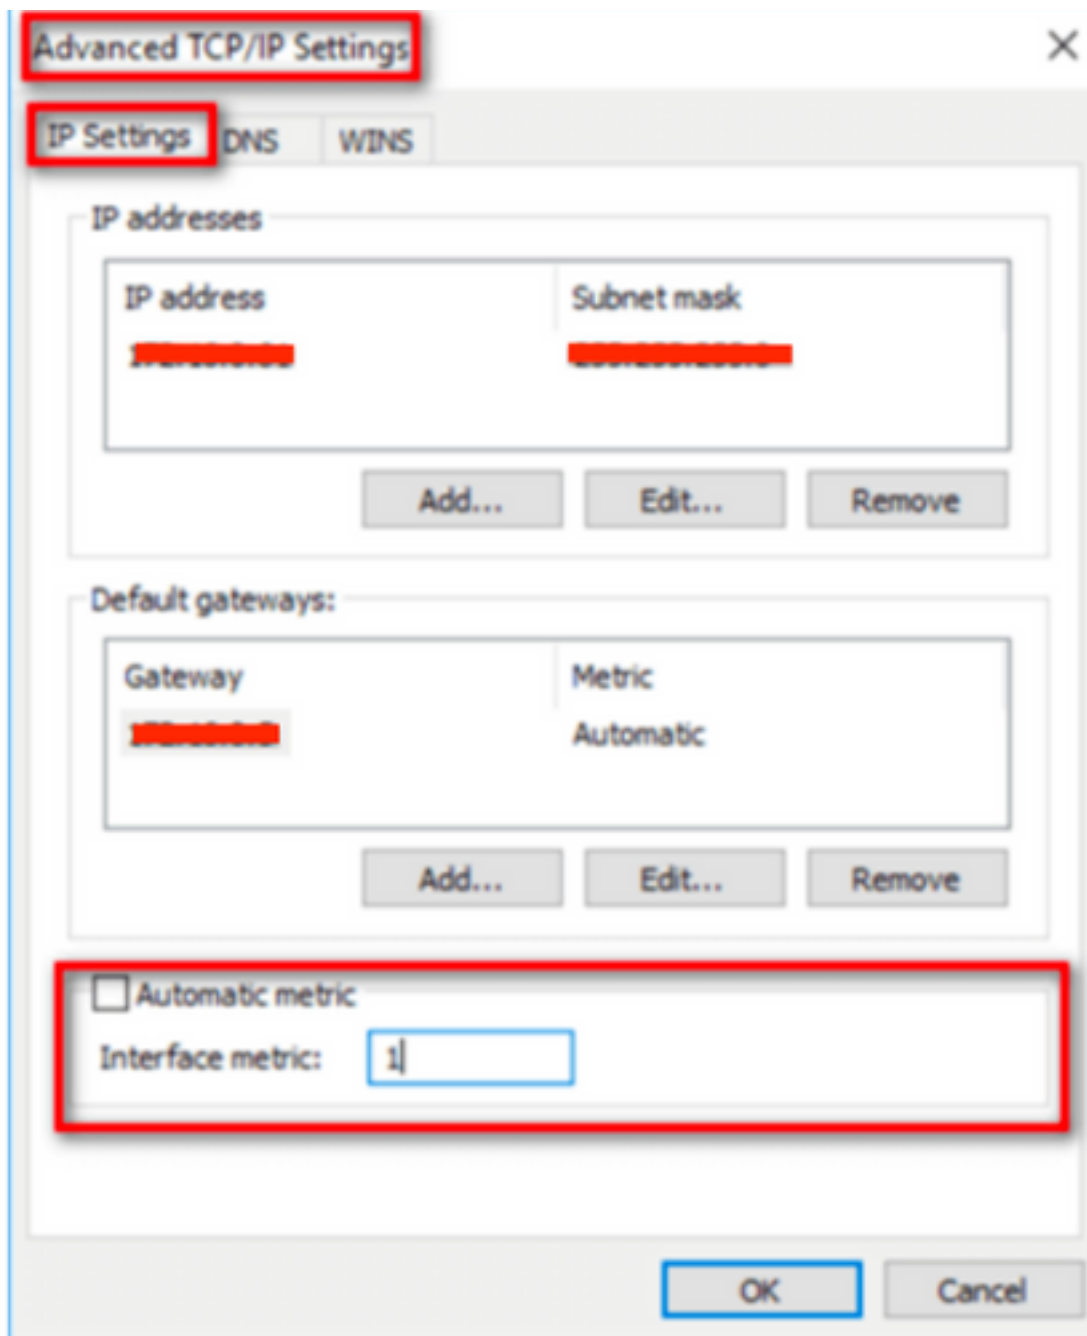 Advanced TCP/IP Settings
IP Settings DNS WINS
IP addresses
IP address Subnet mask
Add... Edit... Remove
Default gateways:
Gateway Metric
Automatic
Add... Edit... Remove
Automatic metric
Interface metric: 1
OK Cancel